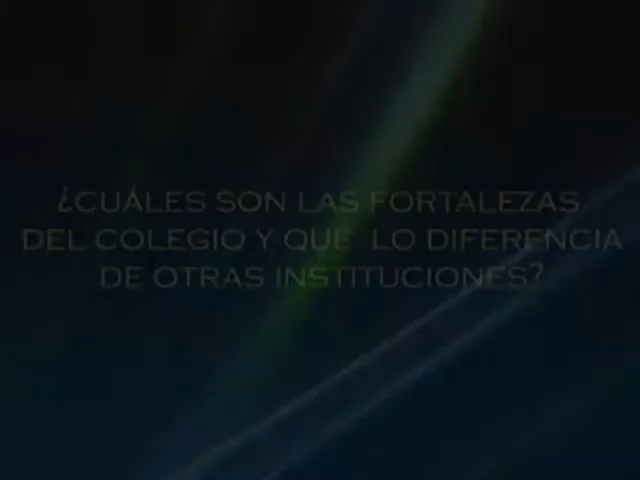 ¿CUÁLES SON LAS FORTALEZAS
DEL COLEGIO Y QUE LO DIFERENCIA
DE OTRAS INSTITUCIONES?